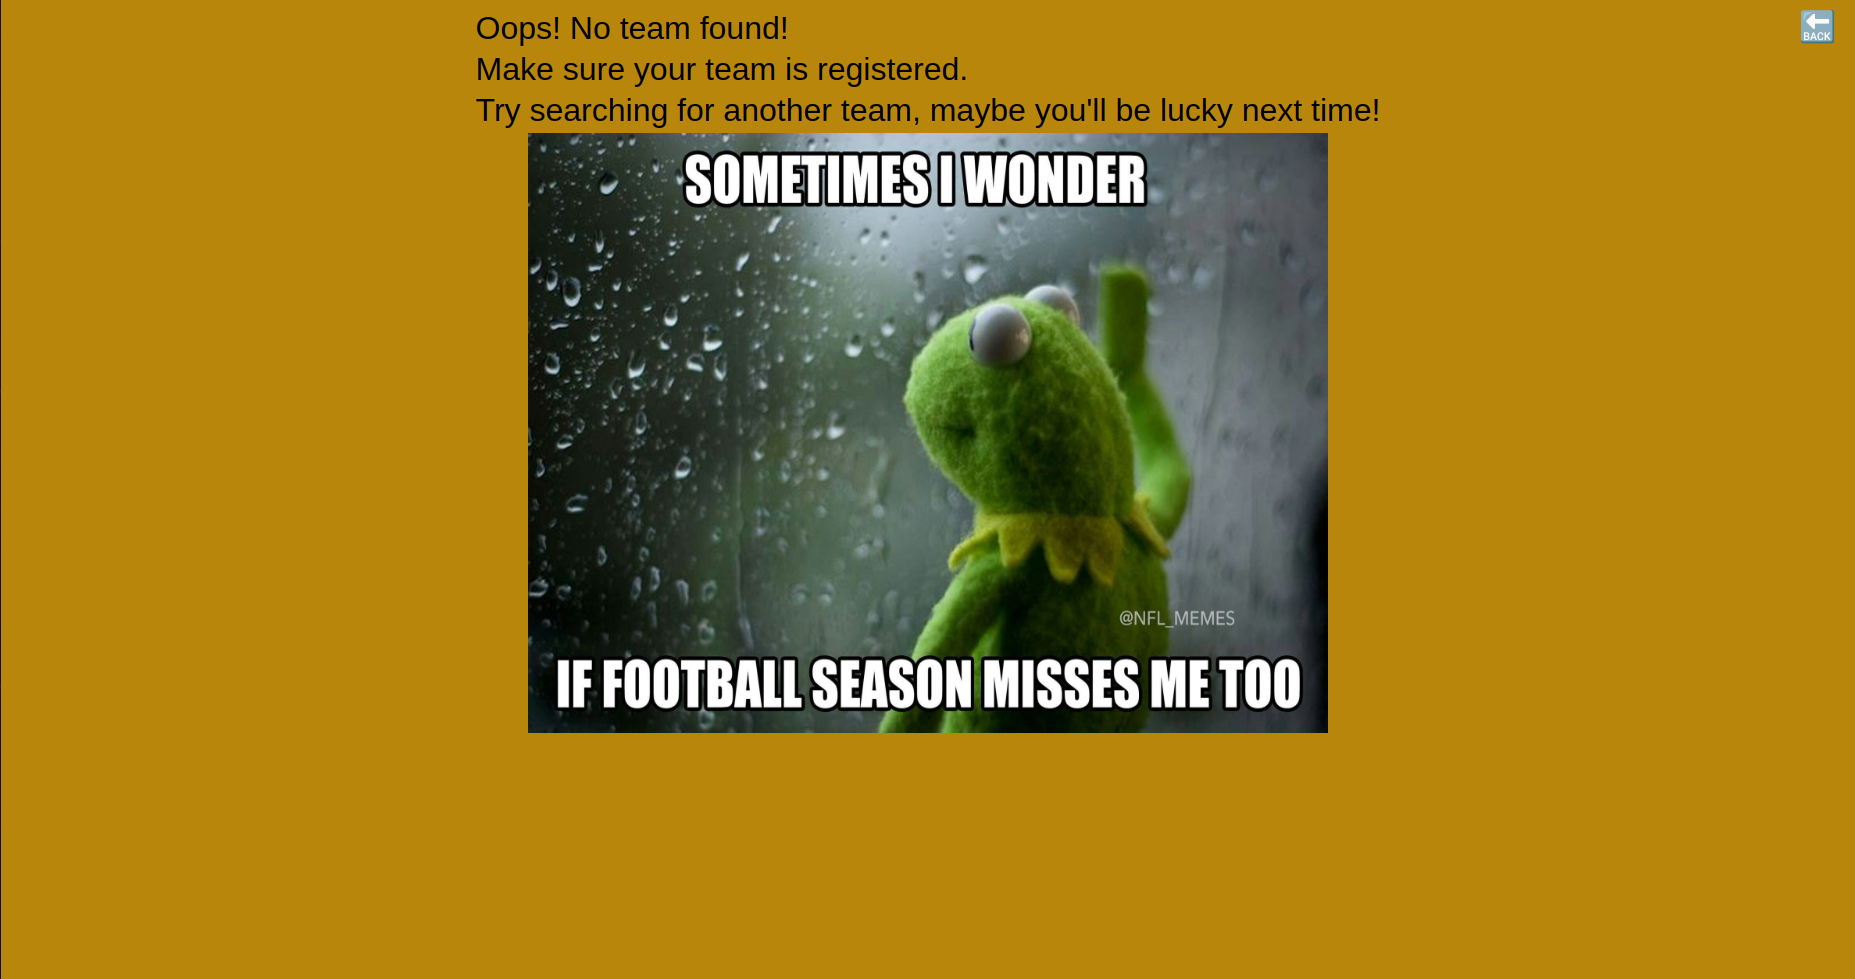 Oops! No team found!
BACK
Make sure your team is registered.
Try searching for another team, maybe you'll be lucky next time!
SOMETIMES I WONDER
@NFL_MEMES
IF FOOTBALL SEASON MISSES ME TOO